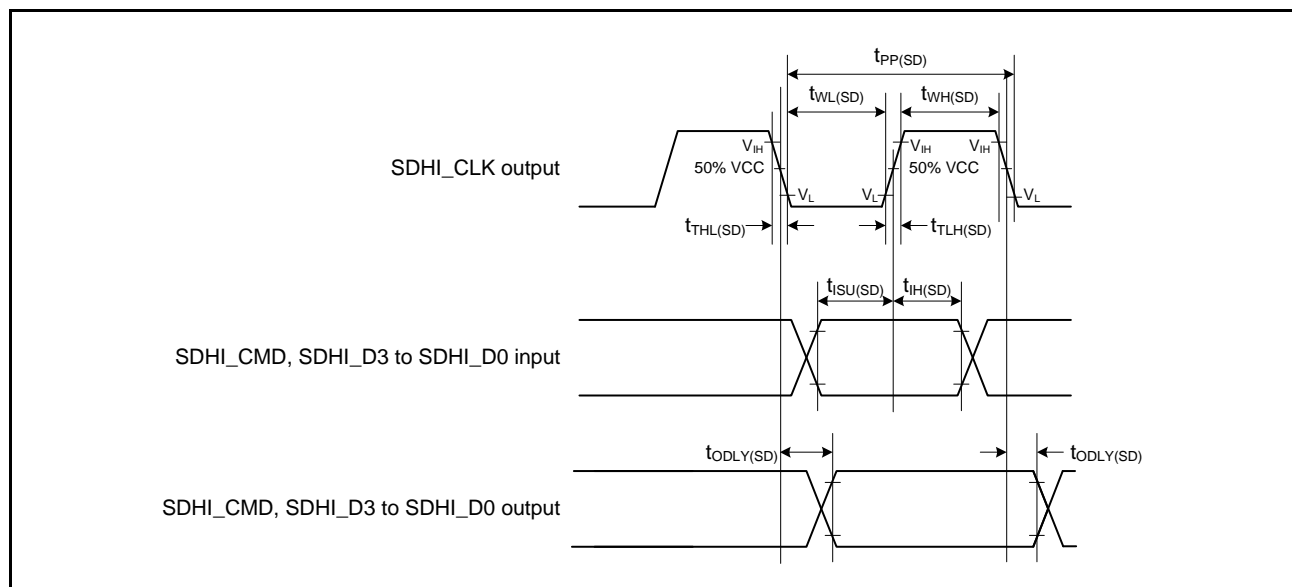 tPP(SD)
tWL(SD) tWH(SD)
SDHI_CLK output
VIH VIH VIH
50% VCC 50% VCC
VL VL VL
tTHL(SD) tTLH(SD)
tISU(SD) tIH(SD)
SDHI_CMD, SDHI_D3 to SDHI_D0 input
tODLY(SD) tODLY(SD)
SDHI_CMD, SDHI_D3 to SDHI_D0 output